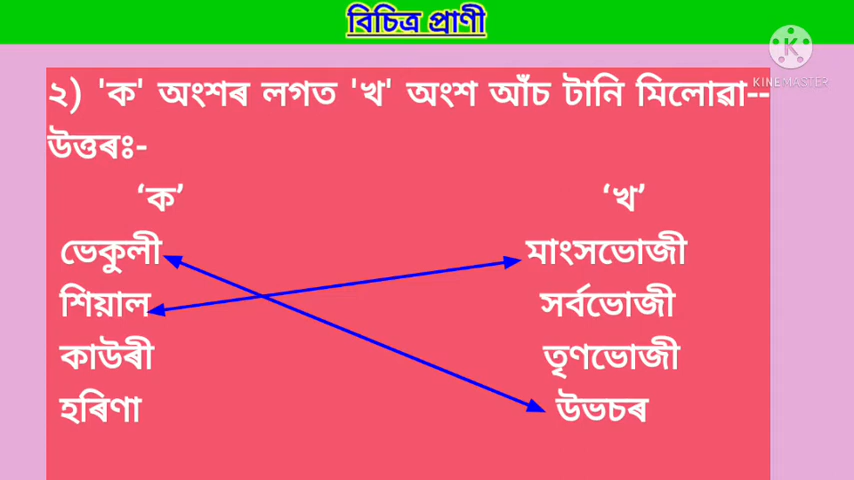 বিচিত্ৰ প্ৰাণী
KINEMASTER
২) 'ক' অংশৰ লগত 'খ' অংশ আঁচ টানি মিলোৱা--
উত্তৰঃ-
‘ক’ ‘খ’
ভেকুলী মাংসভোজী
শিয়াল সৰ্বভোজী
কাউৰী তৃণভোজী
হৰিণা উভচৰ